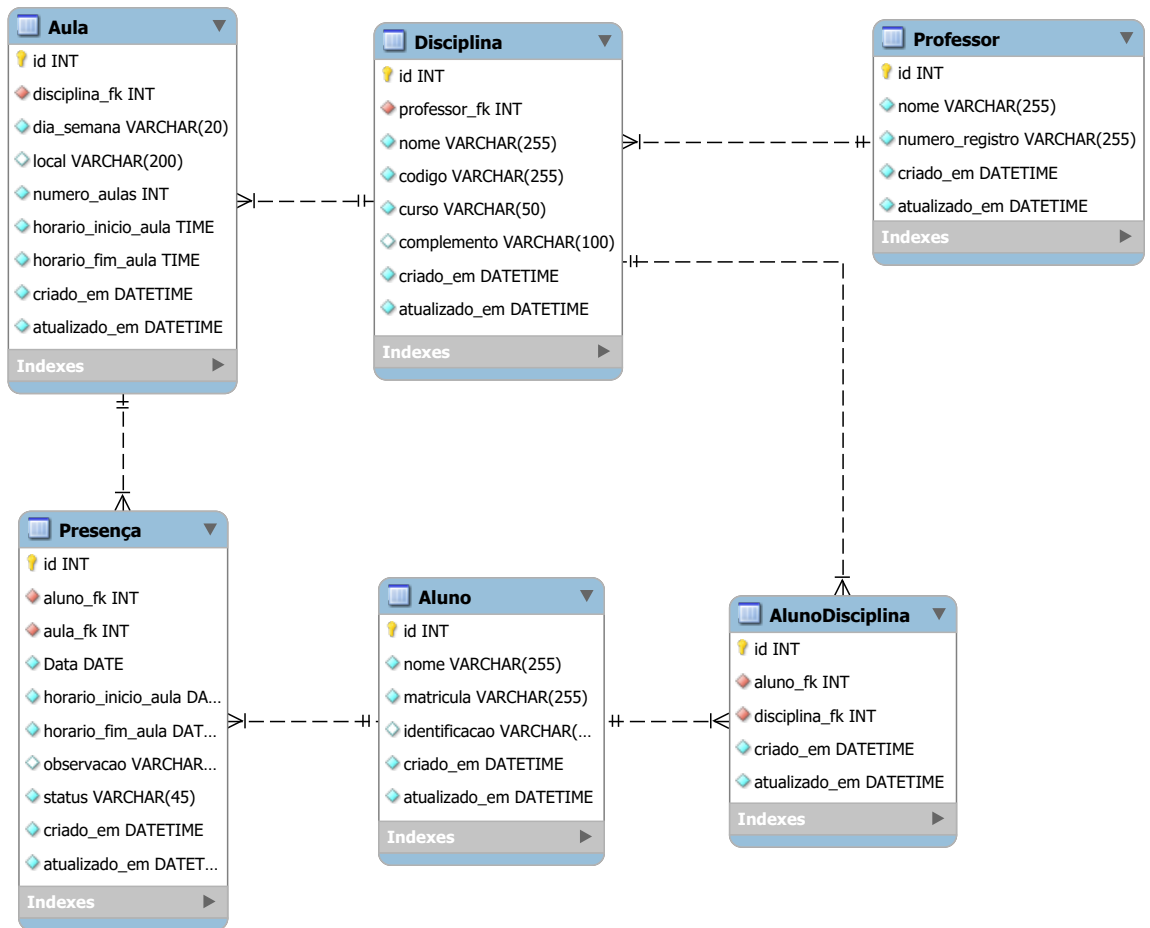 Aula
id INT
disciplina_fk INT
dia_semana VARCHAR(20)
local VARCHAR(200)
numero_aulas INT
horario_inicio_aula TIME
horario_fim_aula TIME
criado_em DATETIME
atualizado_em DATETIME
Indexes
Disciplina
id INT
professor_fk INT
nome VARCHAR(255)
codigo VARCHAR(255)
curso VARCHAR(50)
complemento VARCHAR(100)
criado_em DATETIME
atualizado_em DATETIME
Indexes
Professor
id INT
nome VARCHAR(255)
numero_registro VARCHAR(255)
criado_em DATETIME
atualizado_em DATETIME
Indexes
Presença
id INT
aluno_fk INT
aula_fk INT
Data DATE
horario_inicio_aula DA...
horario_fim_aula DAT...
observacao VARCHAR...
status VARCHAR(45)
criado_em DATETIME
atualizado_em DATET...
Indexes
Aluno
id INT
nome VARCHAR(255)
matricula VARCHAR(255)
identificacao VARCHAR(...
criado_em DATETIME
atualizado_em DATETIME
Indexes
AlunoDisciplina
id INT
aluno_fk INT
disciplina_fk INT
criado_em DATETIME
atualizado_em DATETIME
Indexes